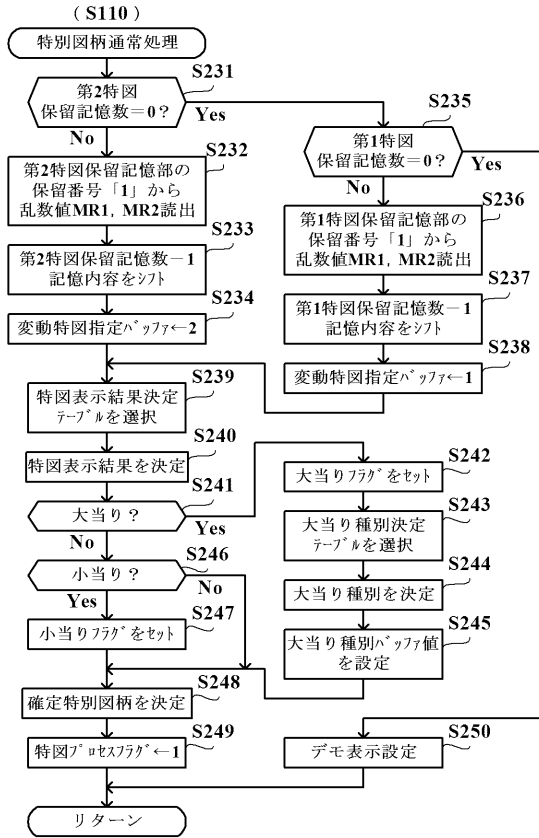 (S110)
特別図柄通常処理
S231
第2特図
保留記憶数＝0？
Yes
No
S235
第1特図
保留記憶数＝0？
Yes
No
S232
第2特図保留記憶部の
保留番号「1」から
乱数値MR1，MR2読出
S236
第1特図保留記憶部の
保留番号「1」から
乱数値MR1，MR2読出
S233
第2特図保留記憶数－1
記憶内容をｼﾌﾄ
S237
第1特図保留記憶数－1
記憶内容をｼﾌﾄ
S234
変動特図指定ﾊﾞｯﾌｧ←2
S238
変動特図指定ﾊﾞｯﾌｧ←1
S239
特図表示結果決定
ﾃｰﾌﾞﾙを選択
S240
特図表示結果を決定
S241
大当り？
Yes
No
S242
大当りﾌﾗｸﾞをｾｯﾄ
S243
大当り種別決定
ﾃｰﾌﾞﾙを選択
S244
大当り種別を決定
S245
大当り種別ﾊﾞｯﾌｧ値
を設定
S246
小当り？
No
Yes
S247
小当りﾌﾗｸﾞをｾｯﾄ
S248
確定特別図柄を決定
S249
特図ﾌﾟﾛｾｽﾌﾗｸﾞ←1
S250
デモ表示設定
リターン